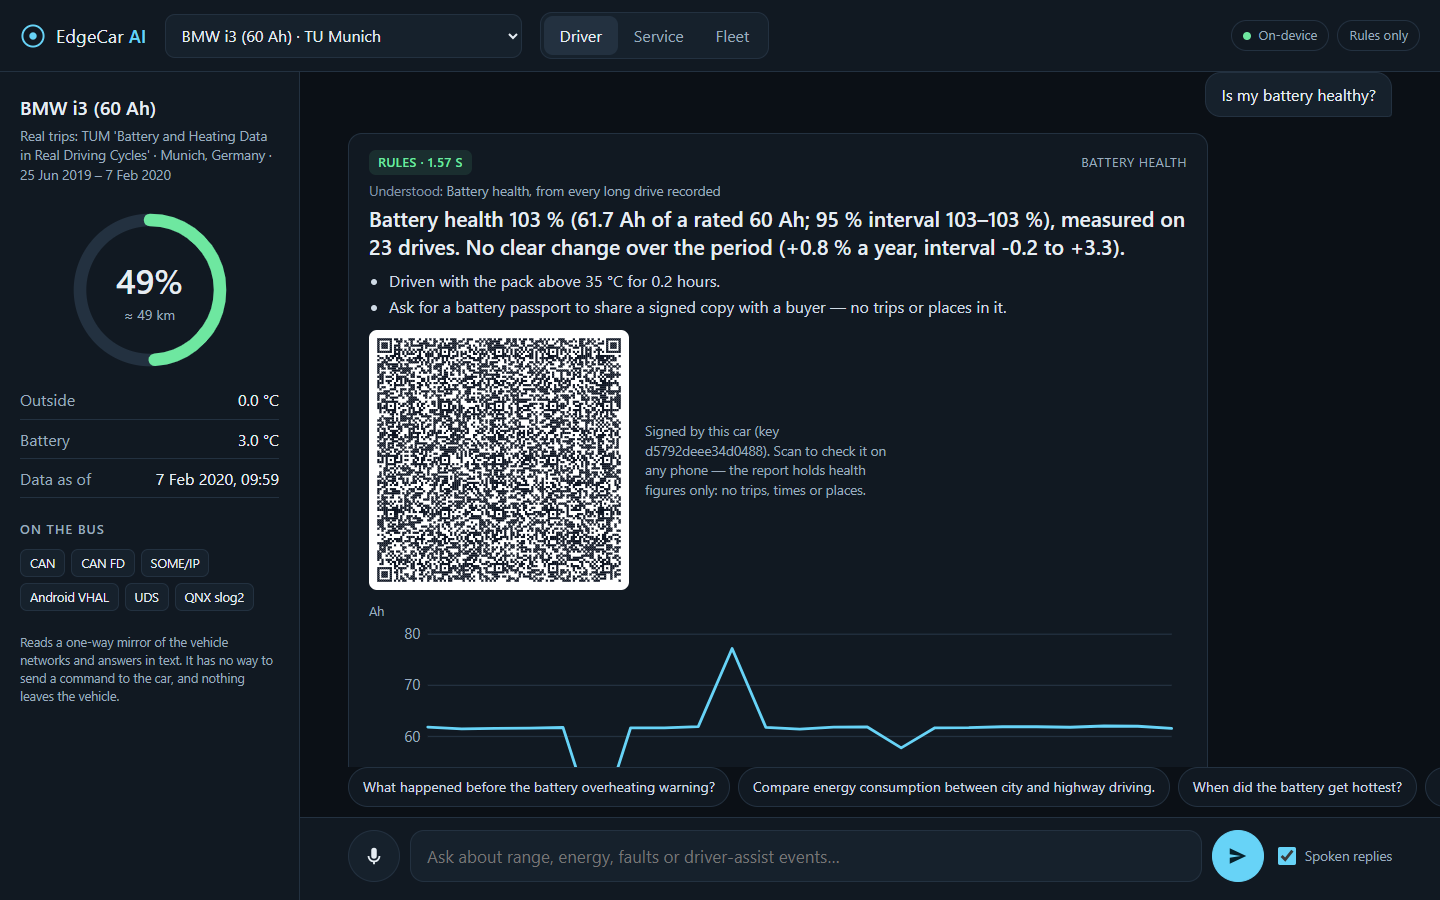 EdgeCar AI
BMW i3 (60 Ah) · TU Munich
Driver
Service
Fleet
On-device
Rules only
BMW i3 (60 Ah)
Real trips: TUM 'Battery and Heating Data
in Real Driving Cycles' · Munich, Germany ·
25 Jun 2019 – 7 Feb 2020
49%
≈ 49 km
Outside 0.0 °C
Battery 3.0 °C
Data as of 7 Feb 2020, 09:59
ON THE BUS
CAN
CAN FD
SOME/IP
Android VHAL
UDS
QNX slog2
Reads a one-way mirror of the vehicle
networks and answers in text. It has no way to
send a command to the car, and nothing
leaves the vehicle.
Is my battery healthy?
RULES · 1.57 S
BATTERY HEALTH
Understood: Battery health, from every long drive recorded
Battery health 103 % (61.7 Ah of a rated 60 Ah; 95 % interval 103–103 %), measured on
23 drives. No clear change over the period (+0.8 % a year, interval -0.2 to +3.3).
• Driven with the pack above 35 °C for 0.2 hours.
• Ask for a battery passport to share a signed copy with a buyer — no trips or places in it.
Signed by this car (key
d5792deee34d0488). Scan to check it on
any phone — the report holds health
figures only: no trips, times or places.
Ah
80
70
60
What happened before the battery overheating warning?
Compare energy consumption between city and highway driving.
When did the battery get hottest?
Ask about range, energy, faults or driver-assist events...
Spoken replies